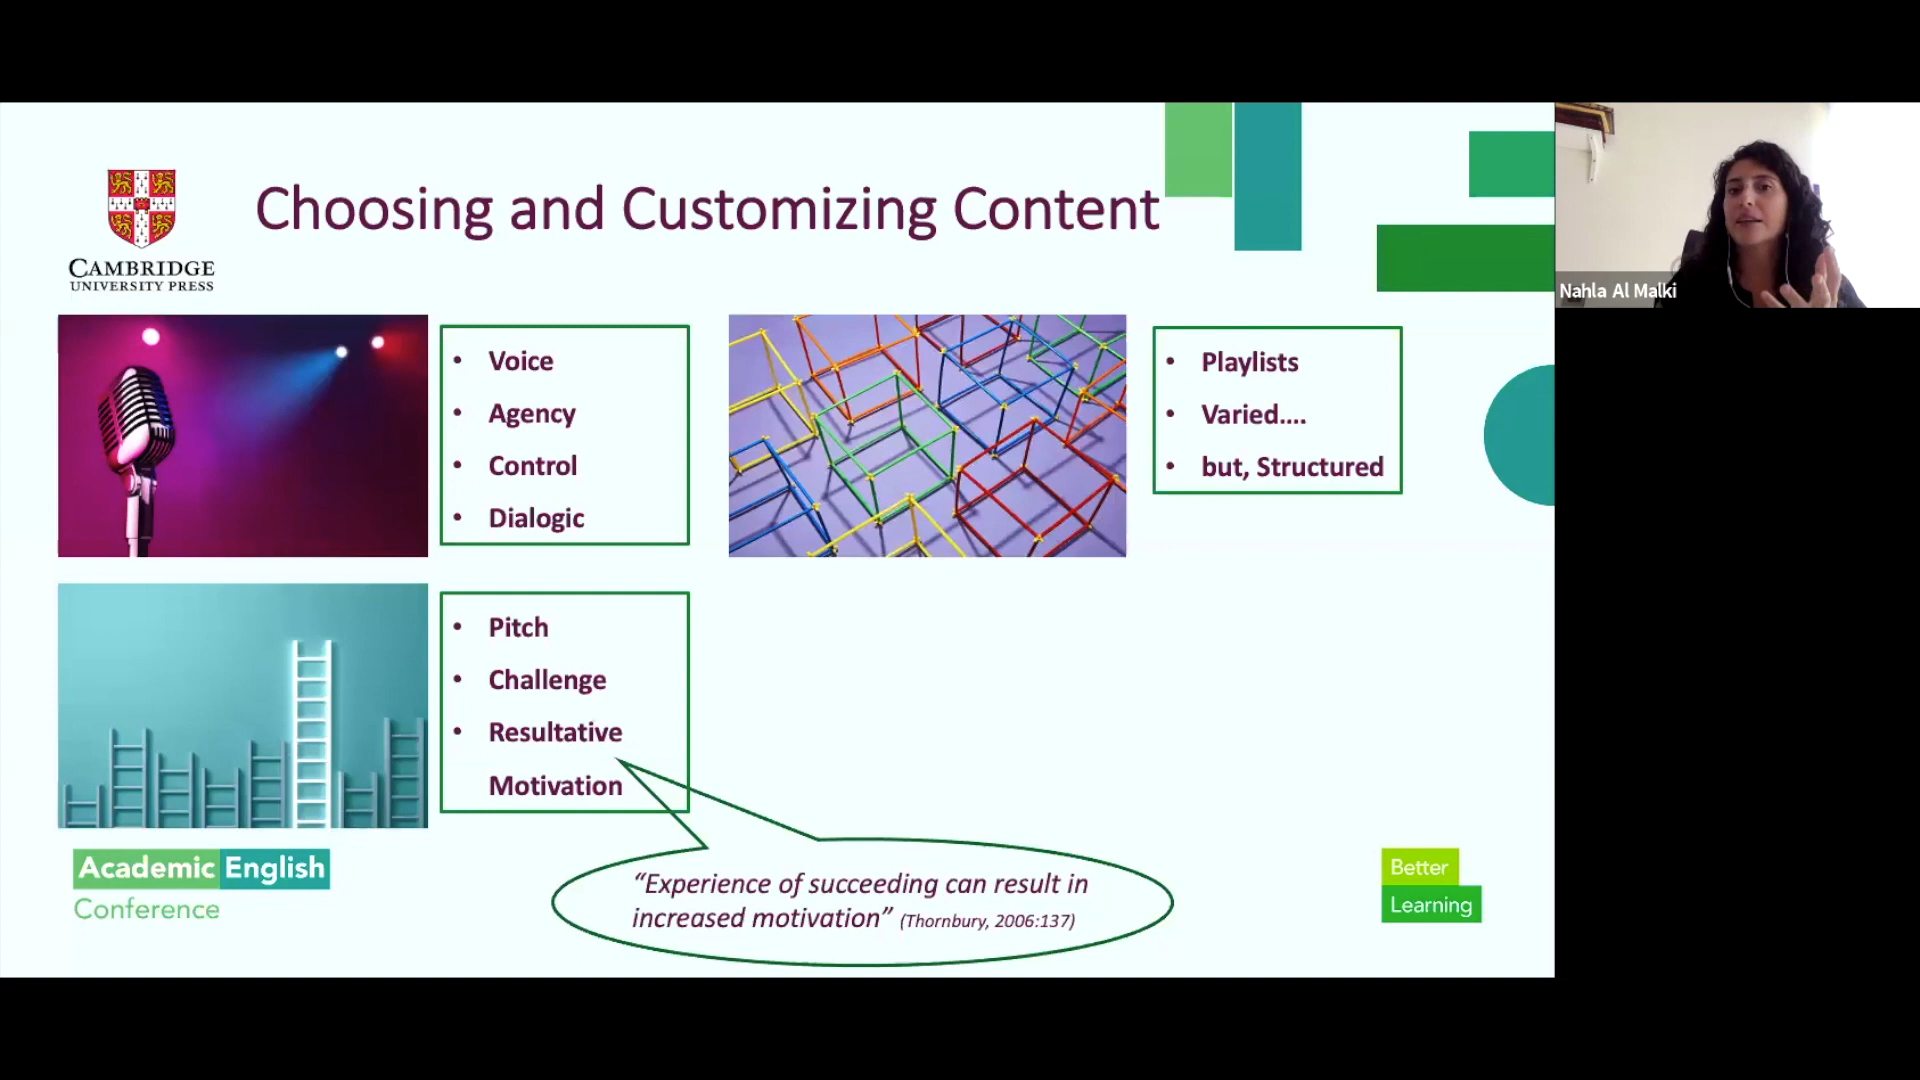 Choosing and Customizing Content
CAMBRIDGE
UNIVERSITY PRESS
Nahla Al Malki
• Voice
• Agency
• Control
• Dialogic
• Playlists
• Varied....
• but, Structured
• Pitch
• Challenge
• Resultative
Motivation
“Experience of succeeding can result in
increased motivation” (Thornbury, 2006:137)
Academic English
Conference
Better
Learning